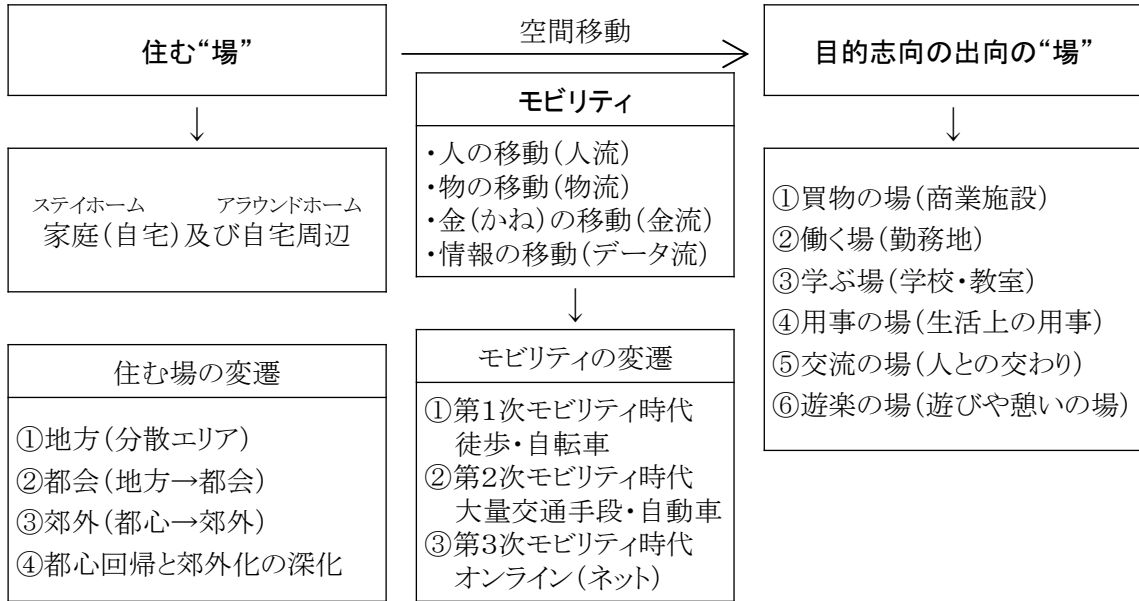 住む“場”
空間移動
目的志向の出向の“場”
モビリティ
・人の移動(人流)
・物の移動(物流)
・金(かね)の移動(金流)
・情報の移動(データ流)
ステイホーム アラウンドホーム
家庭(自宅)及び自宅周辺
①買物の場(商業施設)
②働く場(勤務地)
③学ぶ場(学校・教室)
④用事の場(生活上の用事)
⑤交流の場(人との交わり)
⑥遊楽の場(遊びや憩いの場)
住む場の変遷
①地方(分散エリア)
②都会(地方→都会)
③郊外(都心→郊外)
④都心回帰と郊外化の深化
モビリティの変遷
①第1次モビリティ時代
徒歩・自転車
②第2次モビリティ時代
大量交通手段・自動車
③第3次モビリティ時代
オンライン(ネット)